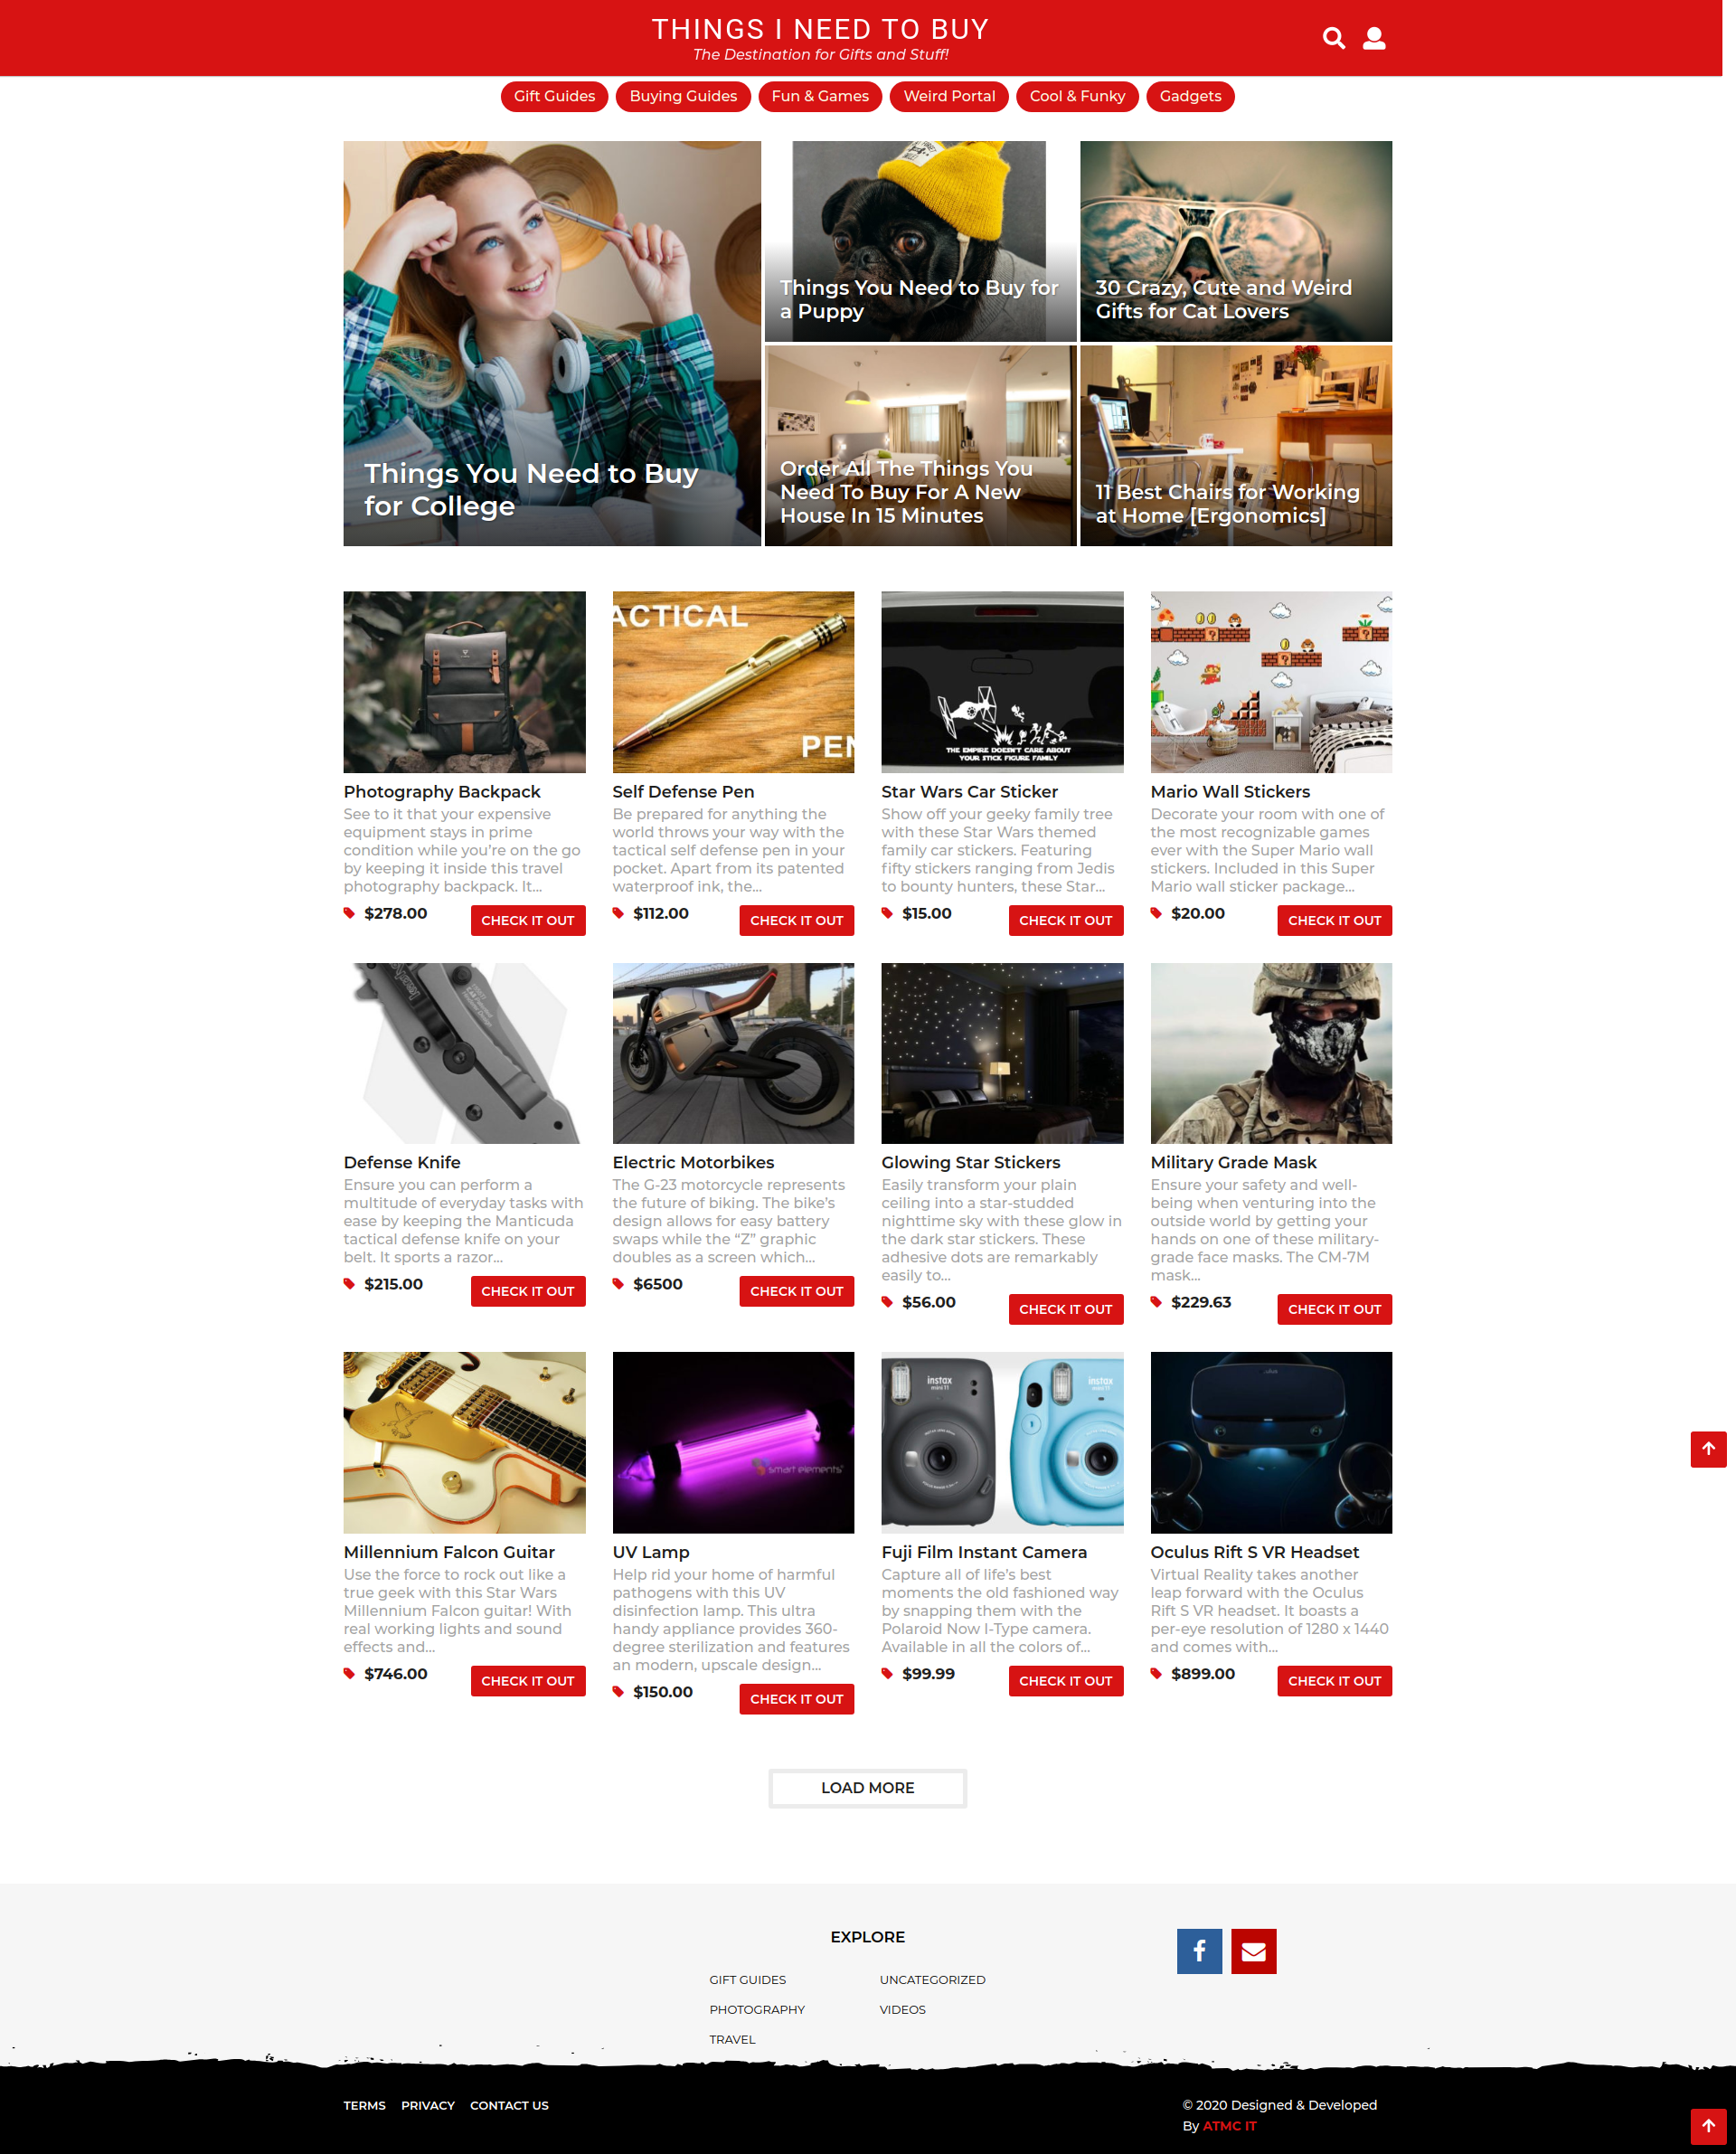 THINGS I NEED TO BUY
The Destination for Gifts and Stuff!
Gift Guides
Buying Guides
Fun & Games
Weird Portal
Cool & Funky
Gadgets
Things You Need to Buy
for College
Things You Need to Buy for
a Puppy
30 Crazy, Cute and Weird
Gifts for Cat Lovers
Order All The Things You
Need To Buy For A New
House In 15 Minutes
11 Best Chairs for Working
at Home [Ergonomics]
Photography Backpack
See to it that your expensive
equipment stays in prime
condition while you're on the go
by keeping it inside this travel
photography backpack. It...
$278.00
CHECK IT OUT
ACTICAL
PEN
Self Defense Pen
Be prepared for anything the
world throws your way with the
tactical self defense pen in your
pocket. Apart from its patented
waterproof ink, the...
$112.00
CHECK IT OUT
THE EMPIRE DOESN'T CARE ABOUT
YOUR STICK FIGURE FAMILY
Star Wars Car Sticker
Show off your geeky family tree
with these Star Wars themed
family car stickers. Featuring
fifty stickers ranging from Jedis
to bounty hunters, these Star...
$15.00
CHECK IT OUT
Mario Wall Stickers
Decorate your room with one of
the most recognizable games
ever with the Super Mario wall
stickers. Included in this Super
Mario wall sticker package...
$20.00
CHECK IT OUT
Defense Knife
Ensure you can perform a
multitude of everyday tasks with
ease by keeping the Manticuda
tactical defense knife on your
belt. It sports a razor...
$215.00
CHECK IT OUT
Electric Motorbikes
The G-23 motorcycle represents
the future of biking. The bike's
design allows for easy battery
swaps while the “Z” graphic
doubles as a screen which...
$6500
CHECK IT OUT
Glowing Star Stickers
Easily transform your plain
ceiling into a star-studded
nighttime sky with these glow in
the dark star stickers. These
adhesive dots are remarkably
easily to...
$56.00
CHECK IT OUT
Military Grade Mask
Ensure your safety and well-
being when venturing into the
outside world by getting your
hands on one of these military-
grade face masks. The CM-7M
mask...
$229.63
CHECK IT OUT
Millennium Falcon Guitar
Use the force to rock out like a
true geek with this Star Wars
Millennium Falcon guitar! With
real working lights and sound
effects and...
$746.00
CHECK IT OUT
smart elements
UV Lamp
Help rid your home of harmful
pathogens with this UV
disinfection lamp. This ultra
handy appliance provides 360-
degree sterilization and features
an modern, upscale design...
$150.00
CHECK IT OUT
instax
mini 11
instax
mini 11
Fuji Film Instant Camera
Capture all of life's best
moments the old fashioned way
by snapping them with the
Polaroid Now I-Type camera.
Available in all the colors of...
$99.99
CHECK IT OUT
Oculus Rift S VR Headset
Virtual Reality takes another
leap forward with the Oculus
Rift S VR headset. It boasts a
per-eye resolution of 1280 x 1440
and comes with...
$899.00
CHECK IT OUT
LOAD MORE
EXPLORE
GIFT GUIDES
UNCATEGORIZED
PHOTOGRAPHY
VIDEOS
TRAVEL
TERMS
PRIVACY
CONTACT US
© 2020 Designed & Developed
By ATMC IT